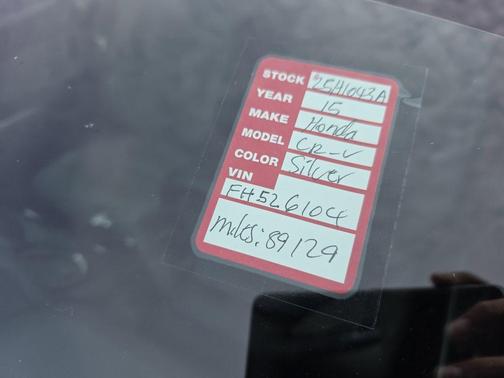 STOCK 25H1043A
YEAR 15
MAKE Honda
MODEL CR-V
COLOR Silver
VIN
FH526104
miles: 89129